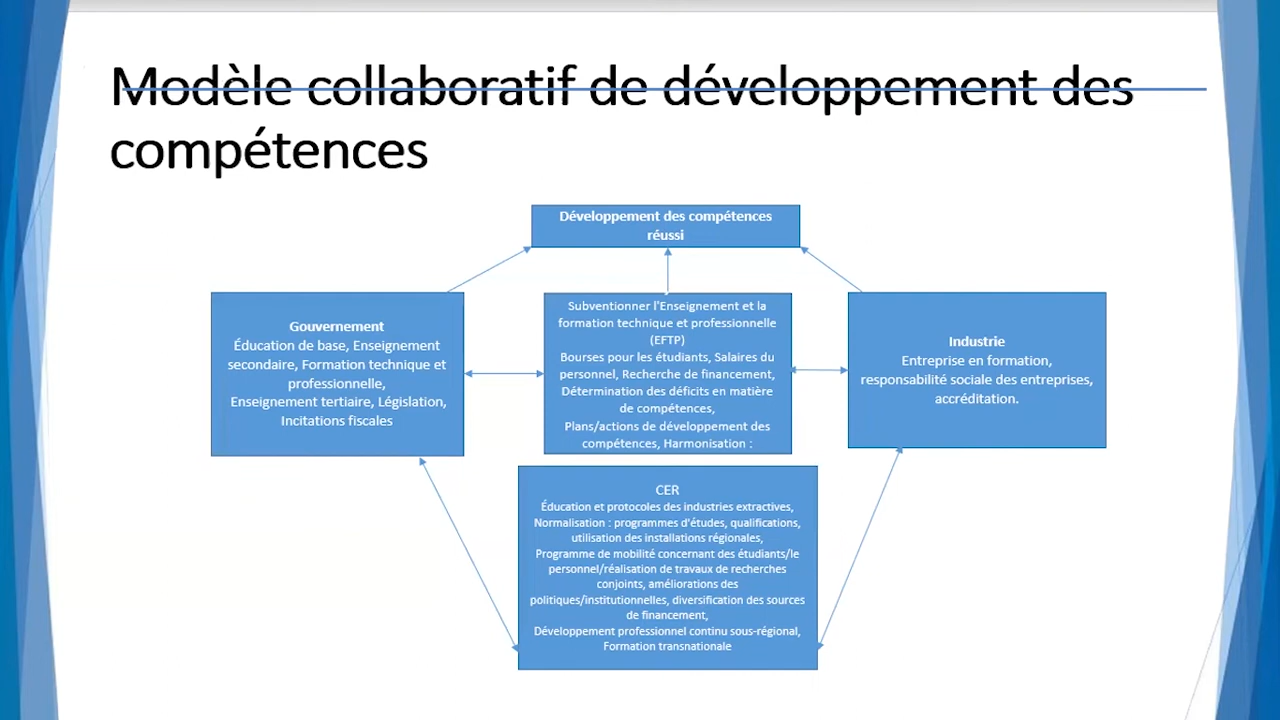 Modèle collaboratif de développement des
compétences
Développement des compétences
réussi
Gouvernement
Éducation de base, Enseignement
secondaire, Formation technique et
professionnelle,
Enseignement tertiaire, Législation,
Incitations fiscales
Subventionner l'Enseignement et la
formation technique et professionnelle
(EFTP)
Bourses pour les étudiants, Salaires du
personnel, Recherche de financement,
Détermination des déficits en matière
de compétences,
Plans/actions de développement des
compétences, Harmonisation :
Industrie
Entreprise en formation,
responsabilité sociale des entreprises,
accréditation.
CER
Éducation et protocoles des industries extractives,
Normalisation : programmes d'études, qualifications,
utilisation des installations régionales,
Programme de mobilité concernant des étudiants/le
personnel/réalisation de travaux de recherches
conjoints, améliorations des
politiques/institutionnelles, diversification des sources
de financement,
Développement professionnel continu sous-régional,
Formation transnationale